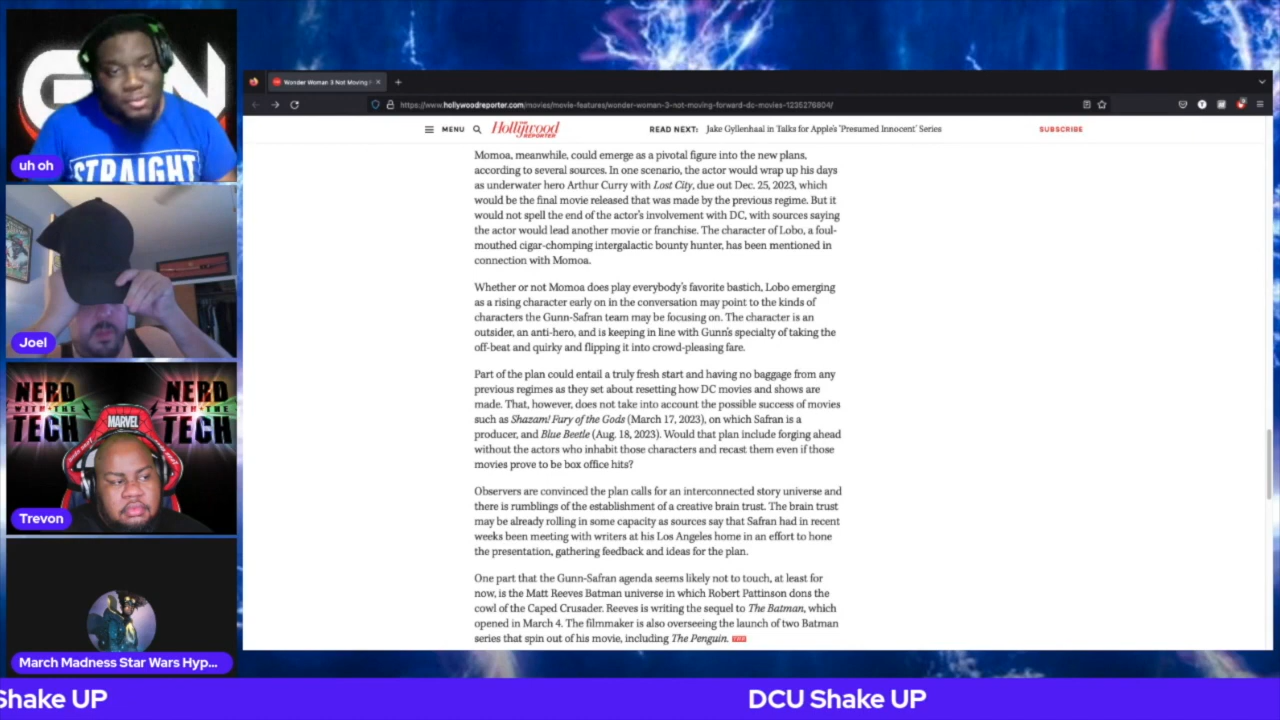 GN
STRAIGHT
uh oh
Joel
NERD
WITH THE
TECH
NERD
WITH THE
TECH
MARVEL
Trevon
March Madness Star Wars Hyp...
Wonder Woman 3 Not Moving F
https://www.hollywoodreporter.com/movies/movie-features/wonder-woman-3-not-moving-forward-dc-movies-1235276804/
MENU
Hollywood
REPORTER
READ NEXT: Jake Gyllenhaal in Talks for Apple's 'Presumed Innocent' Series
SUBSCRIBE
Momoa, meanwhile, could emerge as a pivotal figure into the new plans,
according to several sources. In one scenario, the actor would wrap up his days
as underwater hero Arthur Curry with Lost City, due out Dec. 25, 2023, which
would be the final movie released that was made by the previous regime. But it
would not spell the end of the actor's involvement with DC, with sources saying
the actor would lead another movie or franchise. The character of Lobo, a foul-
mouthed cigar-chomping intergalactic bounty hunter, has been mentioned in
connection with Momoa.
Whether or not Momoa does play everybody's favorite bastich, Lobo emerging
as a rising character early on in the conversation may point to the kinds of
characters the Gunn-Safran team may be focusing on. The character is an
outsider, an anti-hero, and is keeping in line with Gunn's specialty of taking the
off-beat and quirky and flipping it into crowd-pleasing fare.
Part of the plan could entail a truly fresh start and having no baggage from any
previous regimes as they set about resetting how DC movies and shows are
made. That, however, does not take into account the possible success of movies
such as Shazam! Fury of the Gods (March 17, 2023), on which Safran is a
producer, and Blue Beetle (Aug. 18, 2023). Would that plan include forging ahead
without the actors who inhabit those characters and recast them even if those
movies prove to be box office hits?
Observers are convinced the plan calls for an interconnected story universe and
there is rumblings of the establishment of a creative brain trust. The brain trust
may be already rolling in some capacity as sources say that Safran had in recent
weeks been meeting with writers at his Los Angeles home in an effort to hone
the presentation, gathering feedback and ideas for the plan.
One part that the Gunn-Safran agenda seems likely not to touch, at least for
now, is the Matt Reeves Batman universe in which Robert Pattinson dons the
cowl of the Caped Crusader. Reeves is writing the sequel to The Batman, which
opened in March 4. The filmmaker is also overseeing the launch of two Batman
series that spin out of his movie, including The Penguin. THR
Shake UP
DCU Shake UP